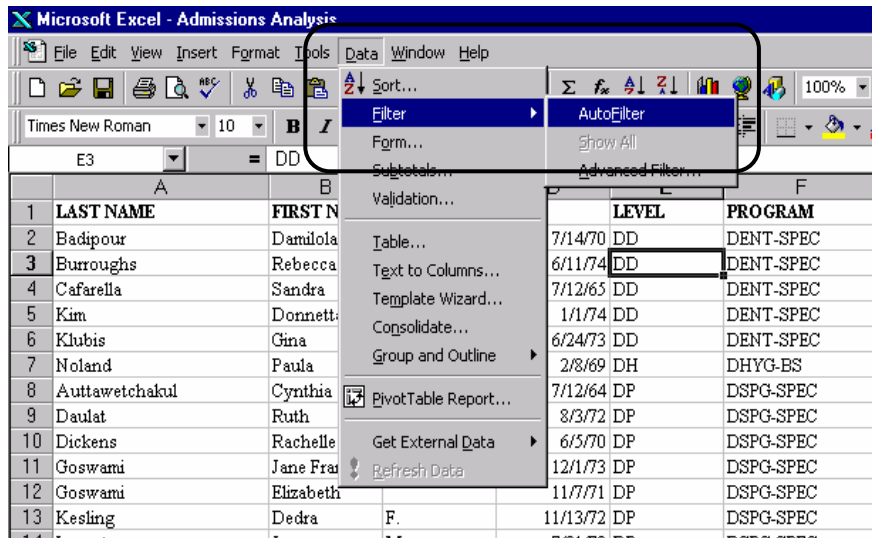 Microsoft Excel - Admissions Analysis
File Edit View Insert Format Tools Data Window Help
Sort...
100%
Times New Roman 10 B I
Filter
AutoFilter
Form...
Show All
E3 = DD
Subtotals...
Advanced Filter...
Validation...
A B E F
1 LAST NAME FIRST N LEVEL PROGRAM
2 Badipour Damilola 7/14/70 DD DENT-SPEC
Table...
3 Burroughs Rebecca 6/11/74 DD DENT-SPEC
Text to Columns...
4 Cafarella Sandra 7/12/65 DD DENT-SPEC
Template Wizard...
5 Kim Donnett 1/1/74 DD DENT-SPEC
Consolidate...
6 Klubis Gina 6/24/73 DD DENT-SPEC
Group and Outline
7 Noland Paula 2/8/69 DH DHYG-BS
8 Auttawetchakul Cynthia 7/12/64 DP DSPG-SPEC
PivotTable Report...
9 Daulat Ruth 8/3/72 DP DSPG-SPEC
10 Dickens Rachelle 6/5/70 DP DSPG-SPEC
Get External Data
11 Goswami Jane Fran 12/1/73 DP DSPG-SPEC
Refresh Data
12 Goswami Elizabeth 11/7/71 DP DSPG-SPEC
13 Kesling Dedra F. 11/13/72 DP DSPG-SPEC